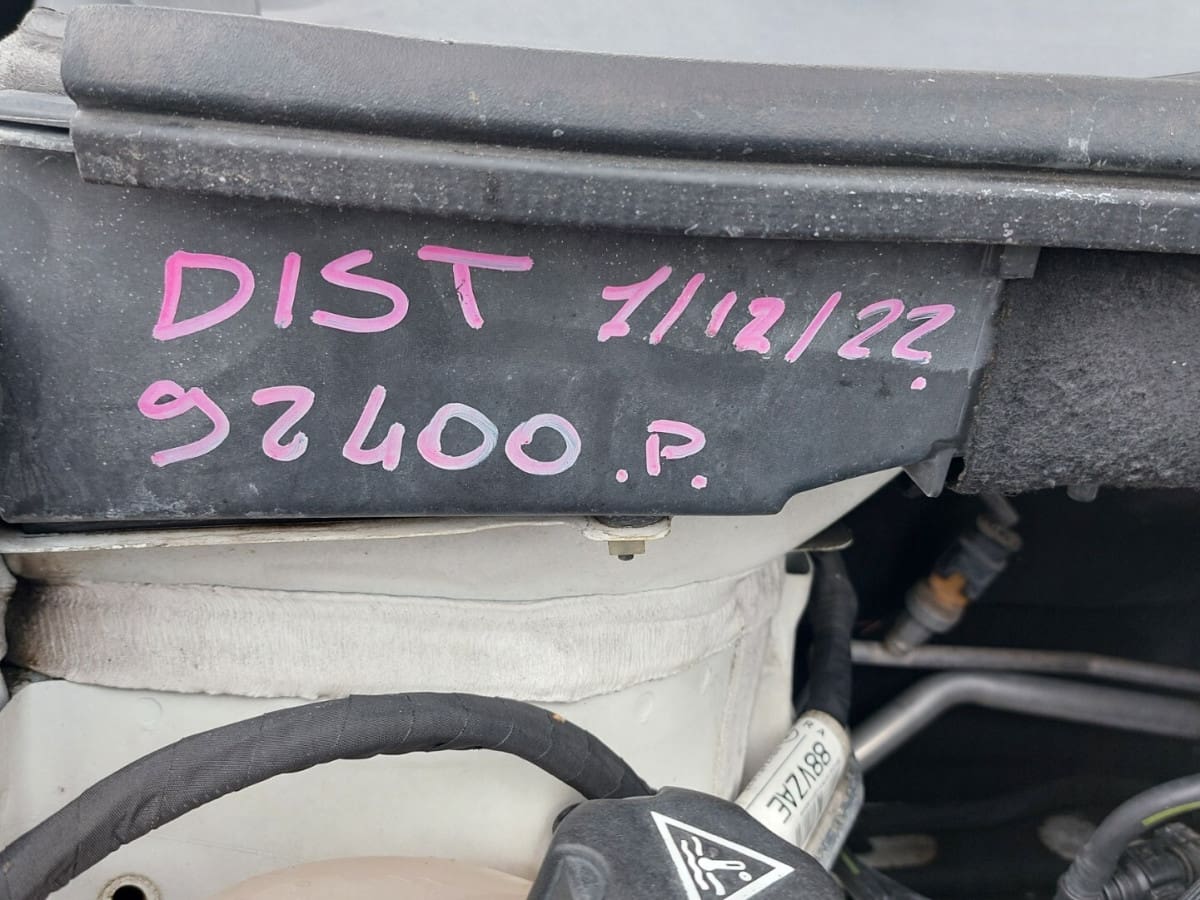 DIST 1/12/22.
92400 .P.
88VZAE